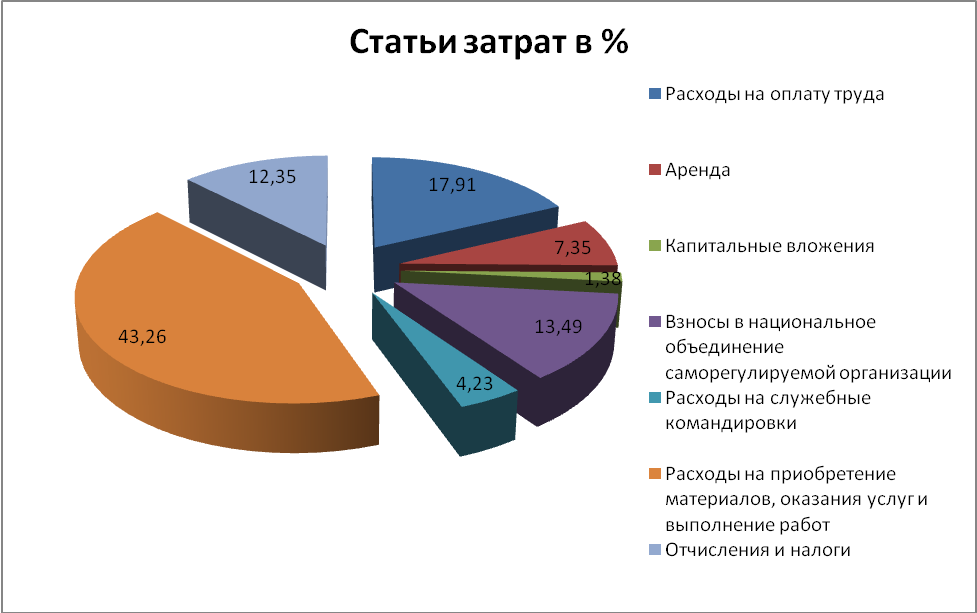 Статьи затрат в %
12,35
17,91
7,35
1,38
13,49
4,23
43,26
Расходы на оплату труда
Аренда
Капитальные вложения
Взносы в национальное
объединение
саморегулируемой организации
Расходы на служебные
командировки
Расходы на приобретение
материалов, оказания услуг и
выполнение работ
Отчисления и налоги